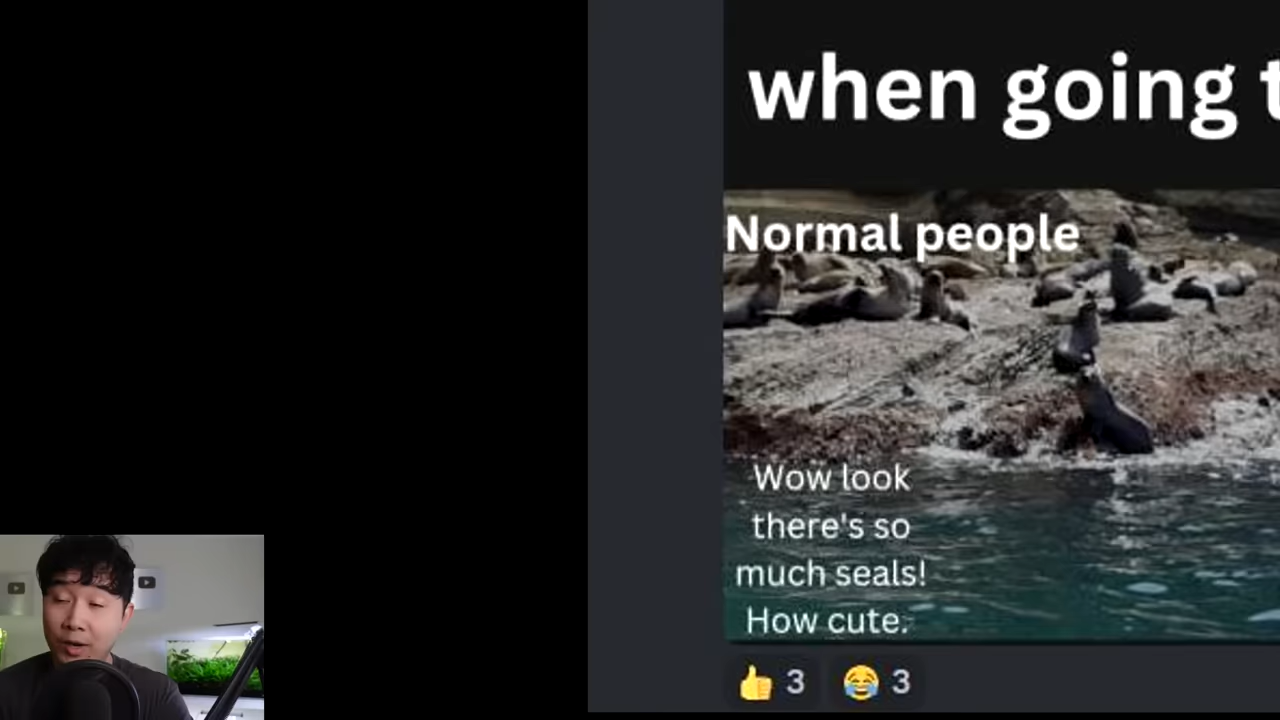 when going t
Normal people
Wow look
there's so
much seals!
How cute.
3
3